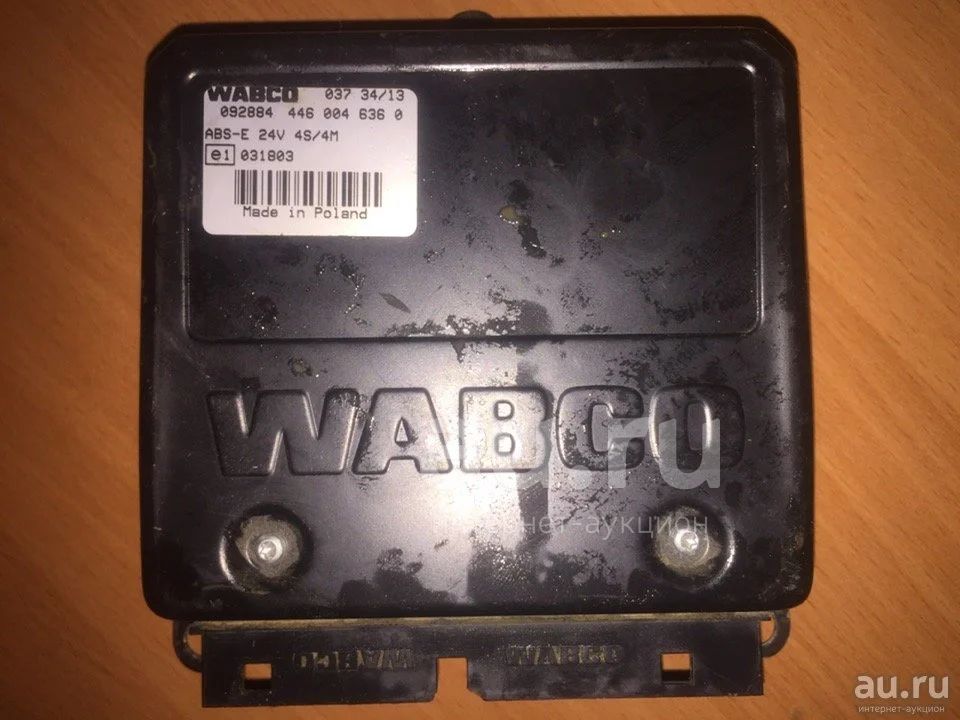 WABCO 037 34/13
092884 446 004 636 0
ABS-E 24V 4S/4M
e1 031803
Made in Poland
WABCO
au.ru
интернет-аукцион
WABCO WABCO
au.ru
интернет-аукцион